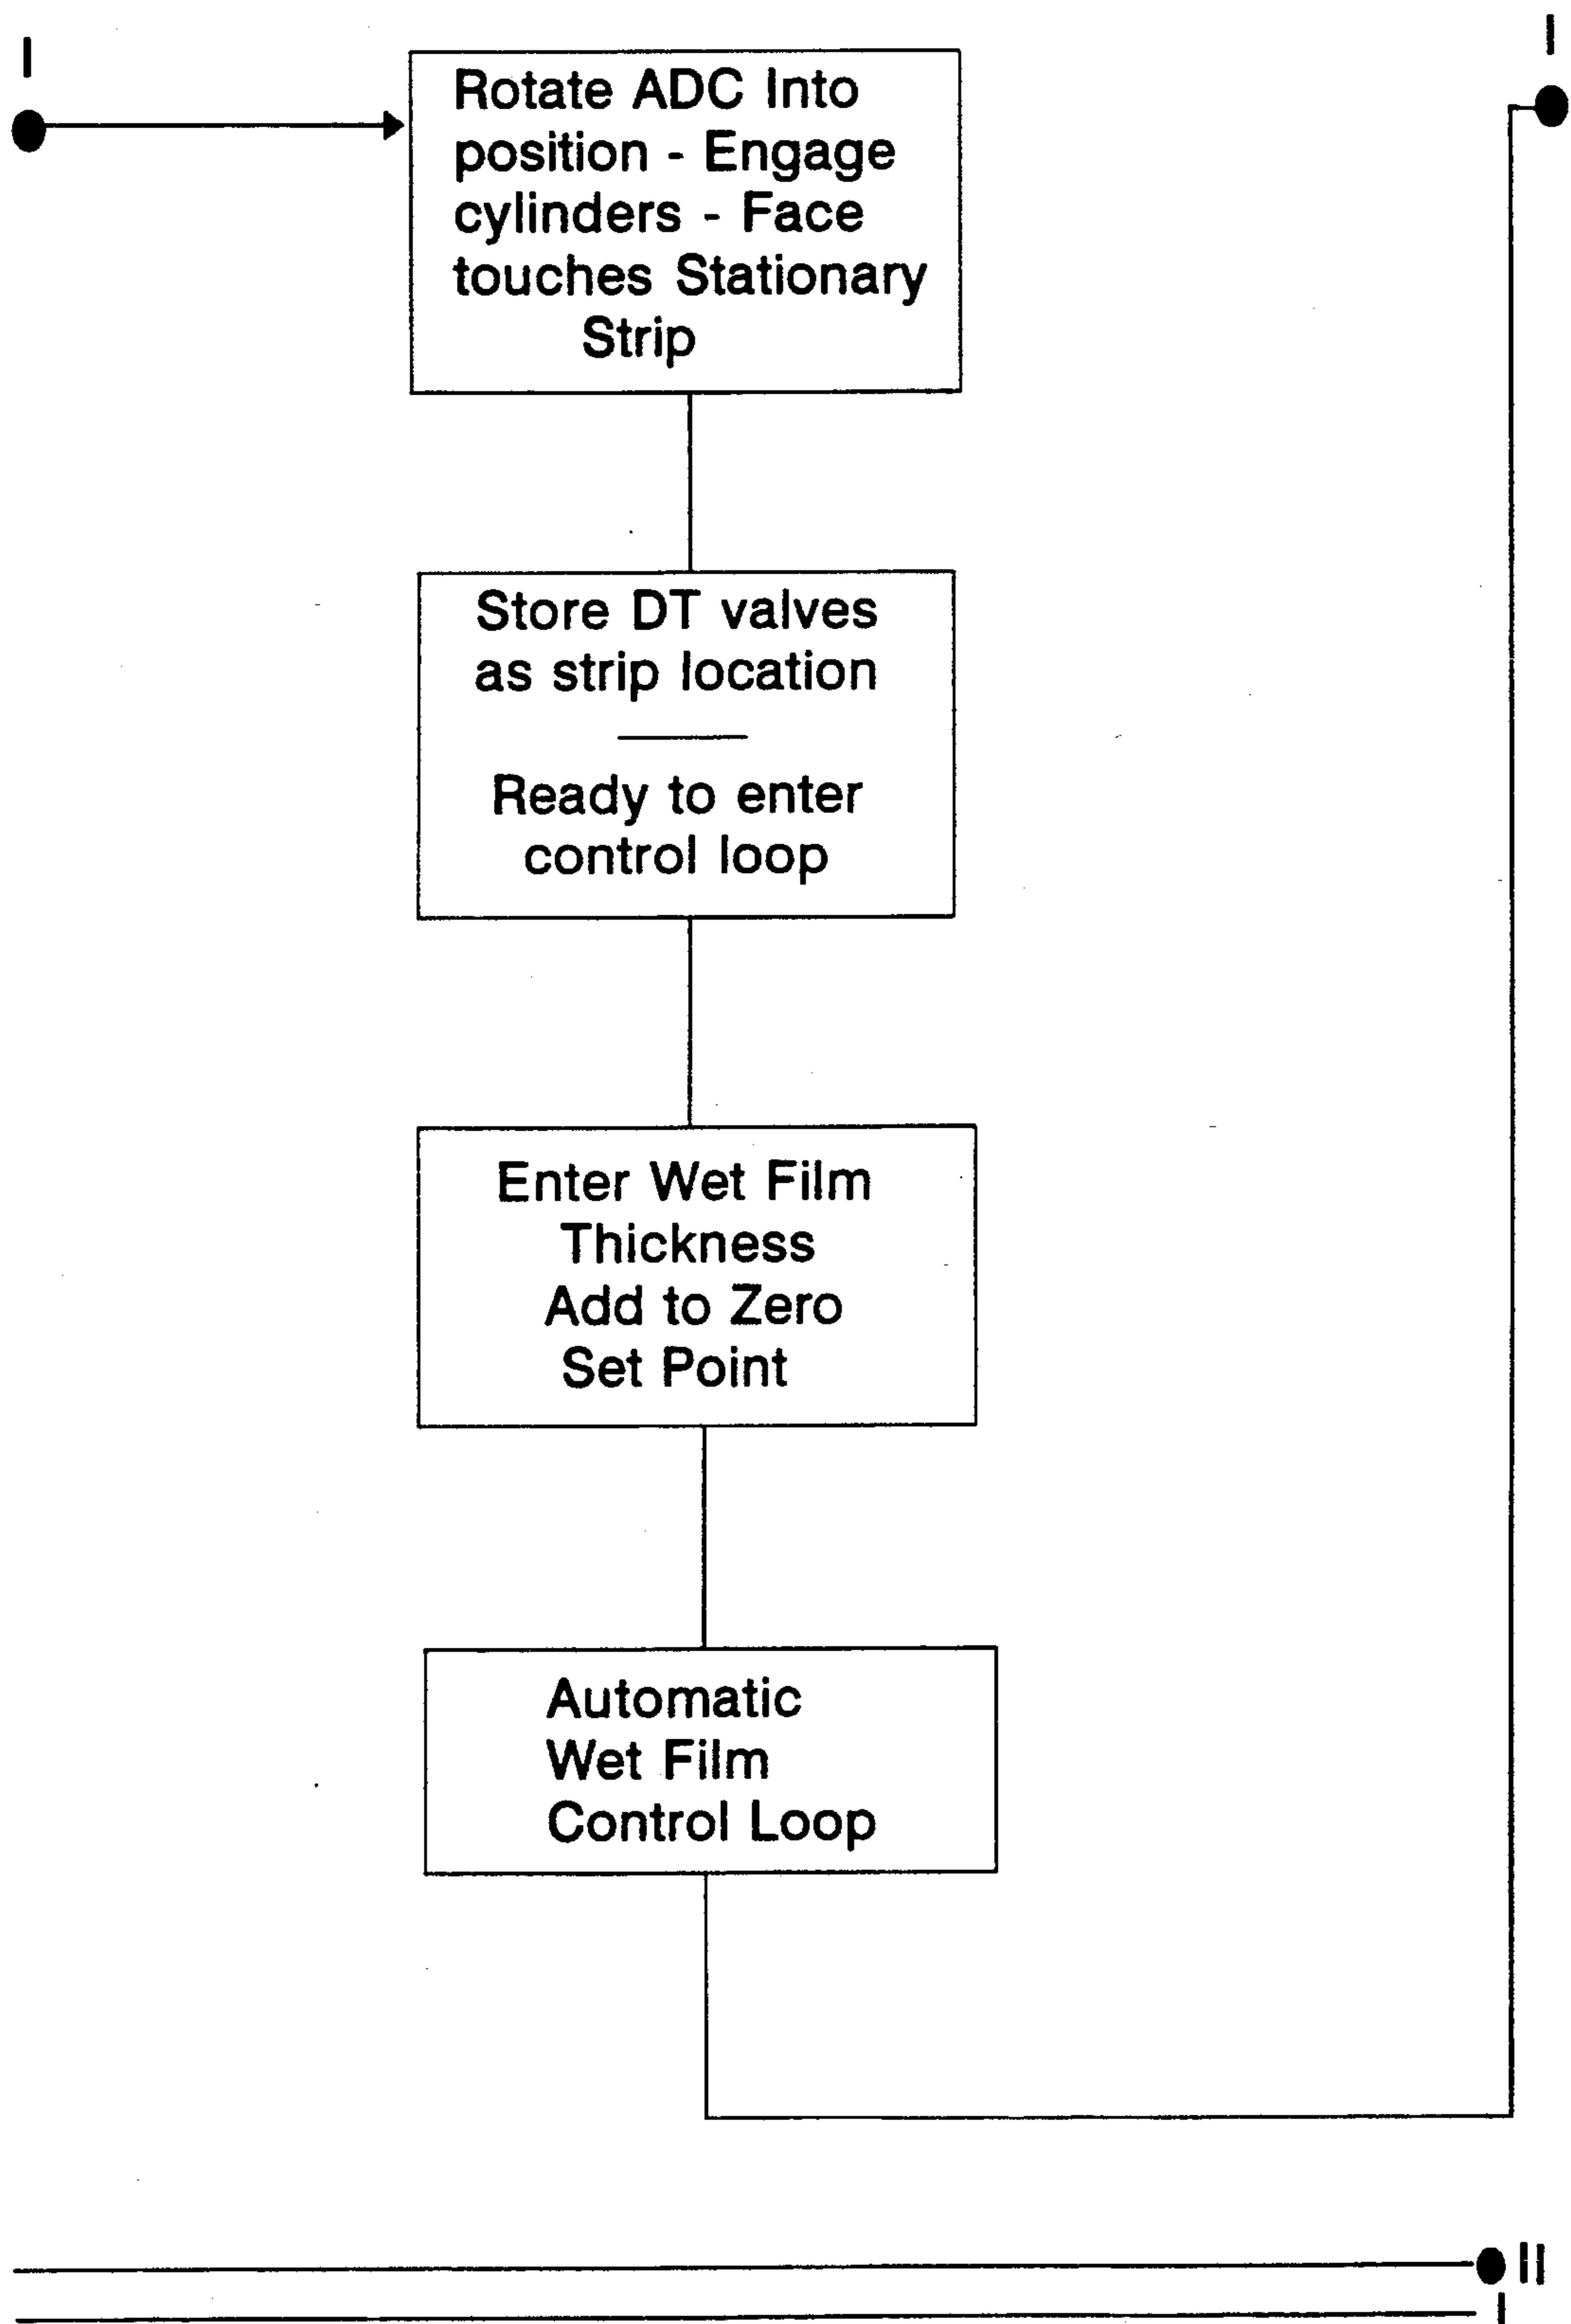 I
I
Rotate ADC Into
position - Engage
cylinders - Face
touches Stationary
Strip
Store DT valves
as strip location
Ready to enter
control loop
Enter Wet Film
Thickness
Add to Zero
Set Point
Automatic
Wet Film
Control Loop
II